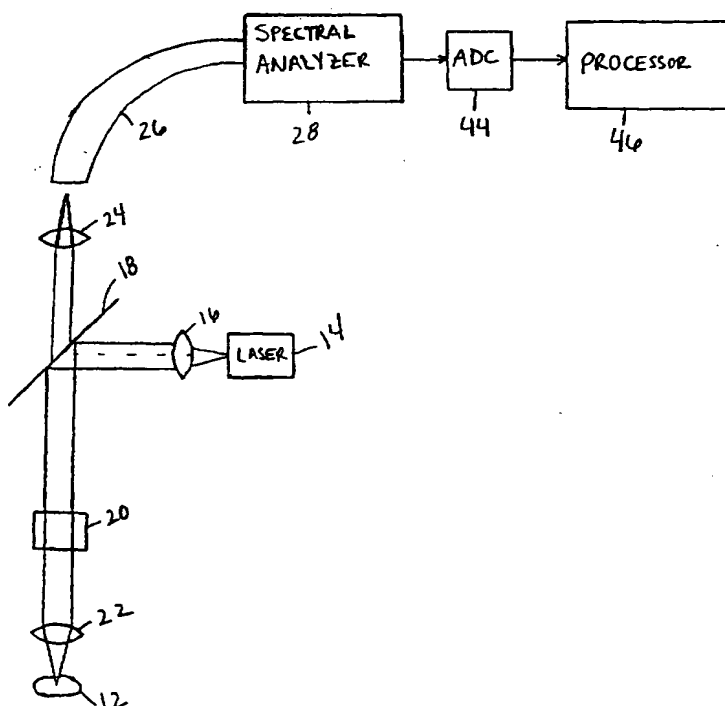 SPECTRAL
ANALYZER
ADC
PROCESSOR
28
44
46
26
24
18
16
LASER
14
20
22
12